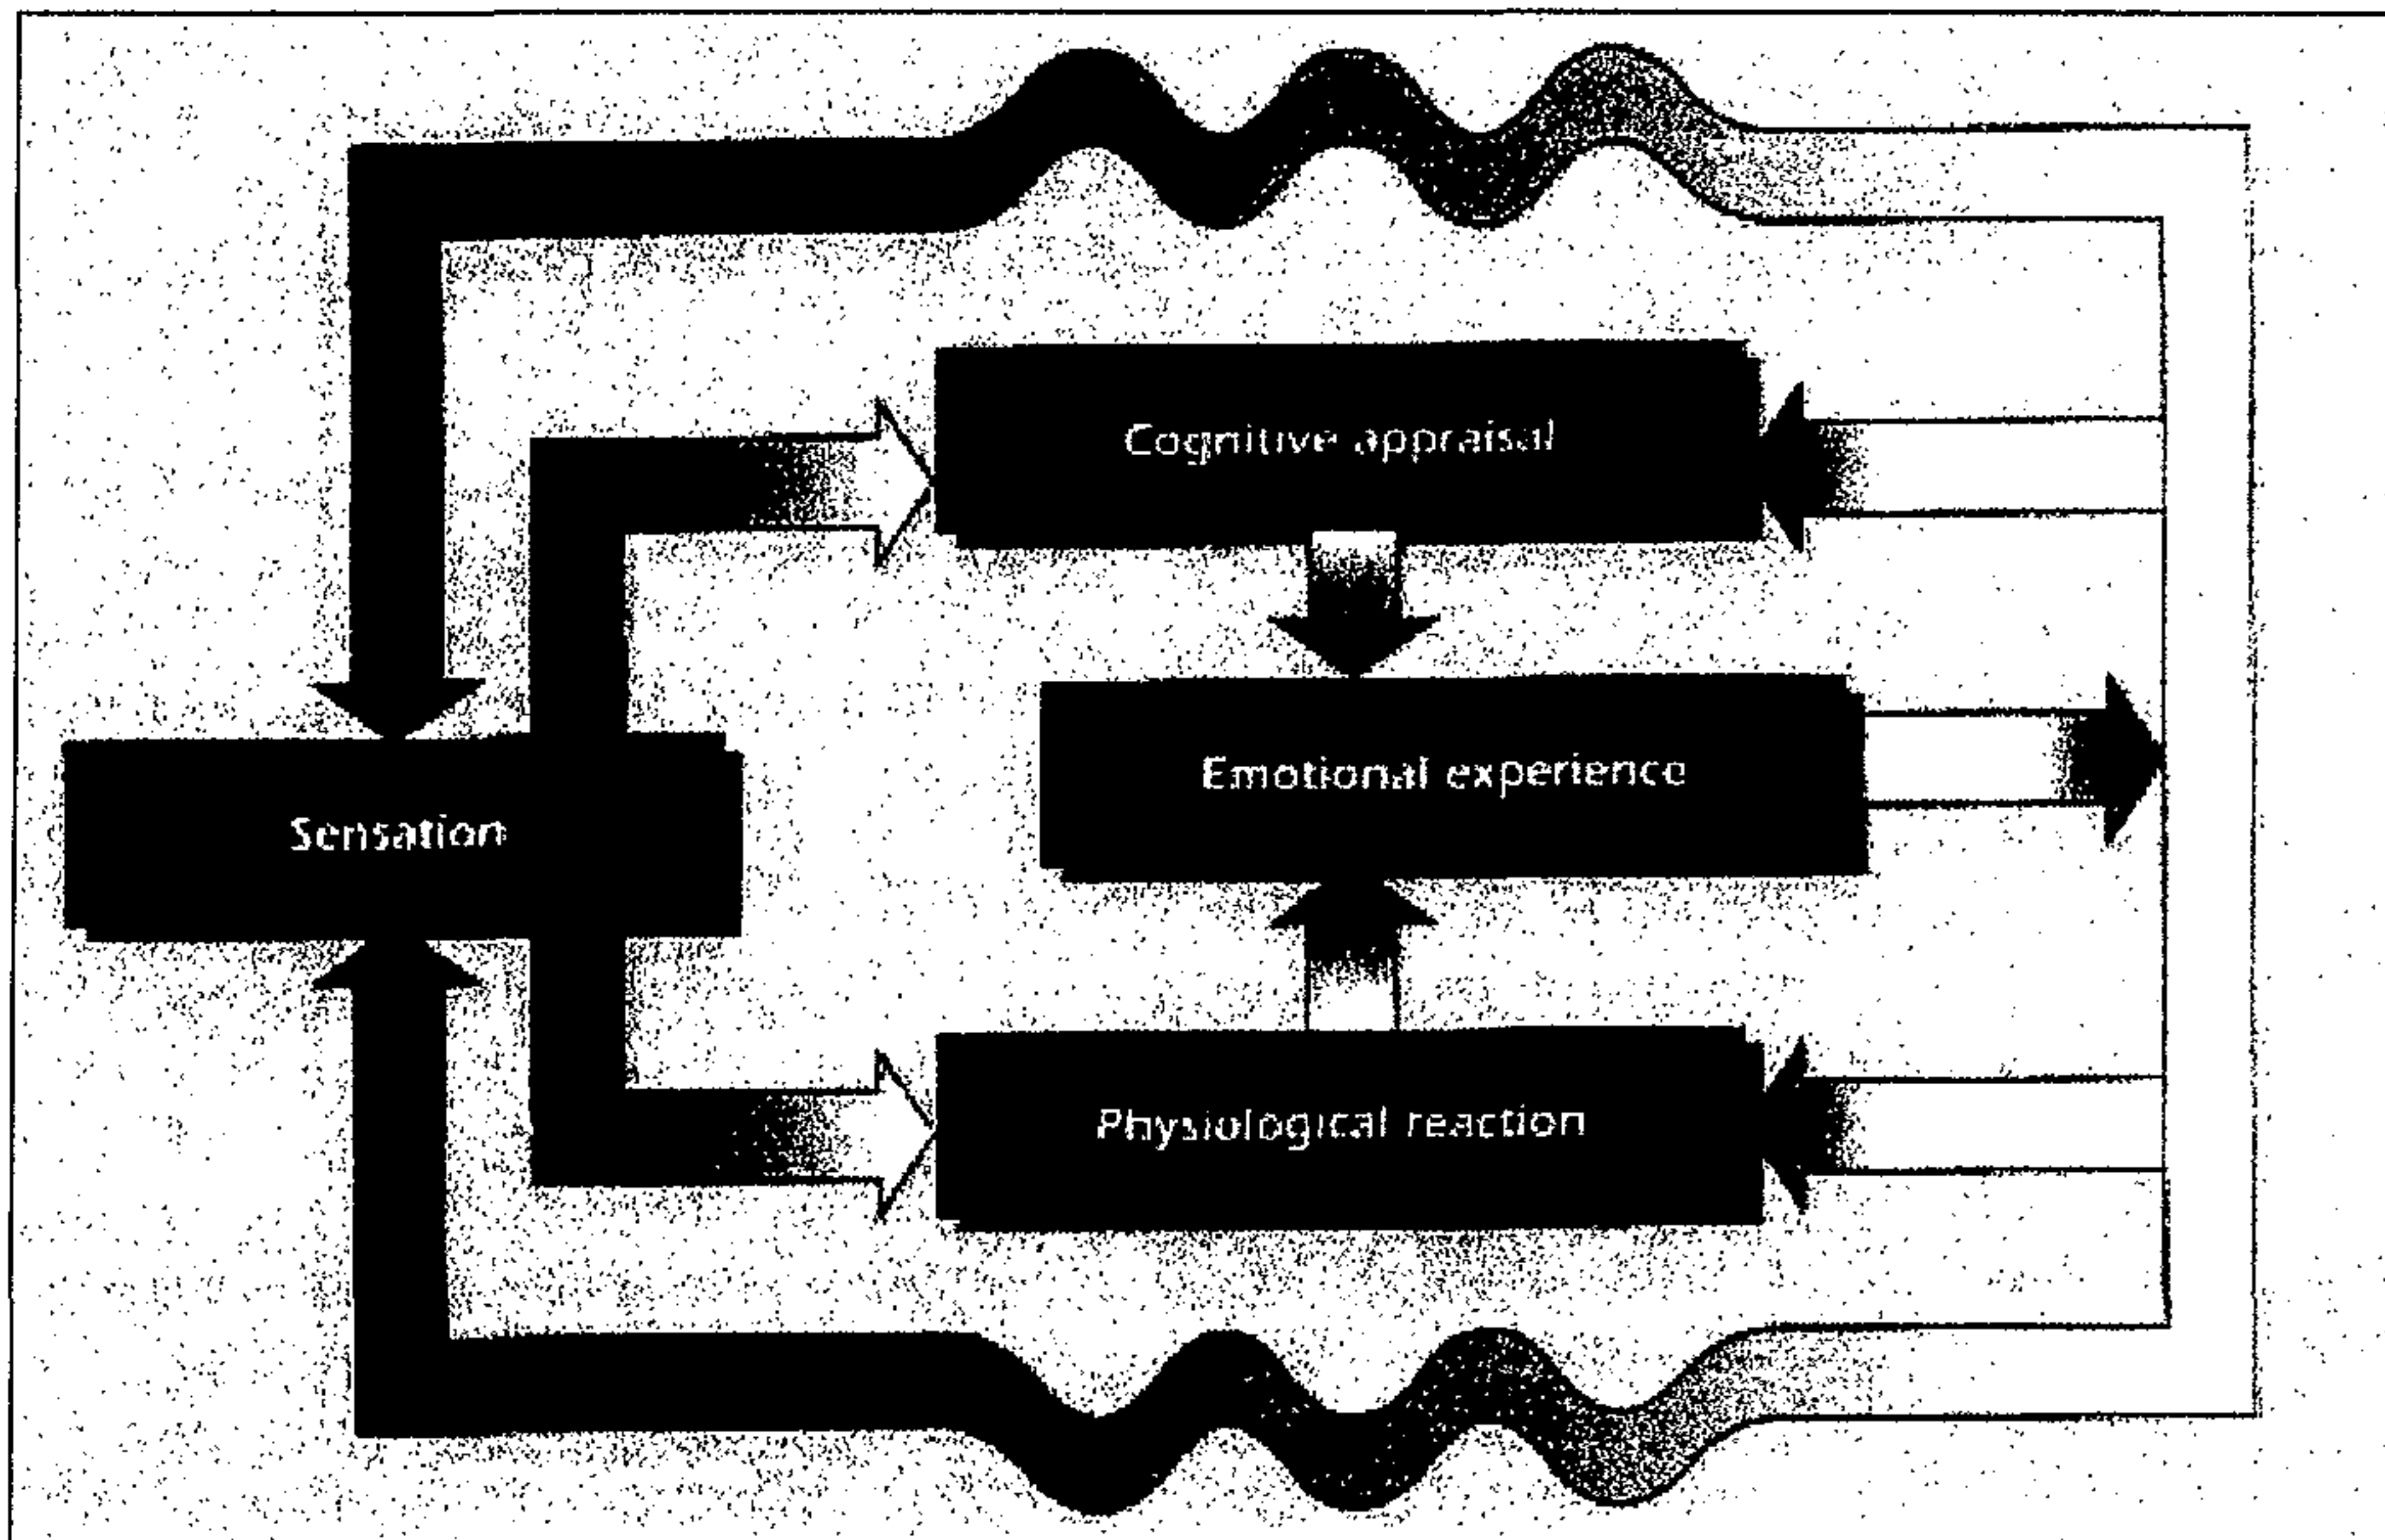 Cognitive appraisal
Emotional experience
Sensation
Physiological reaction